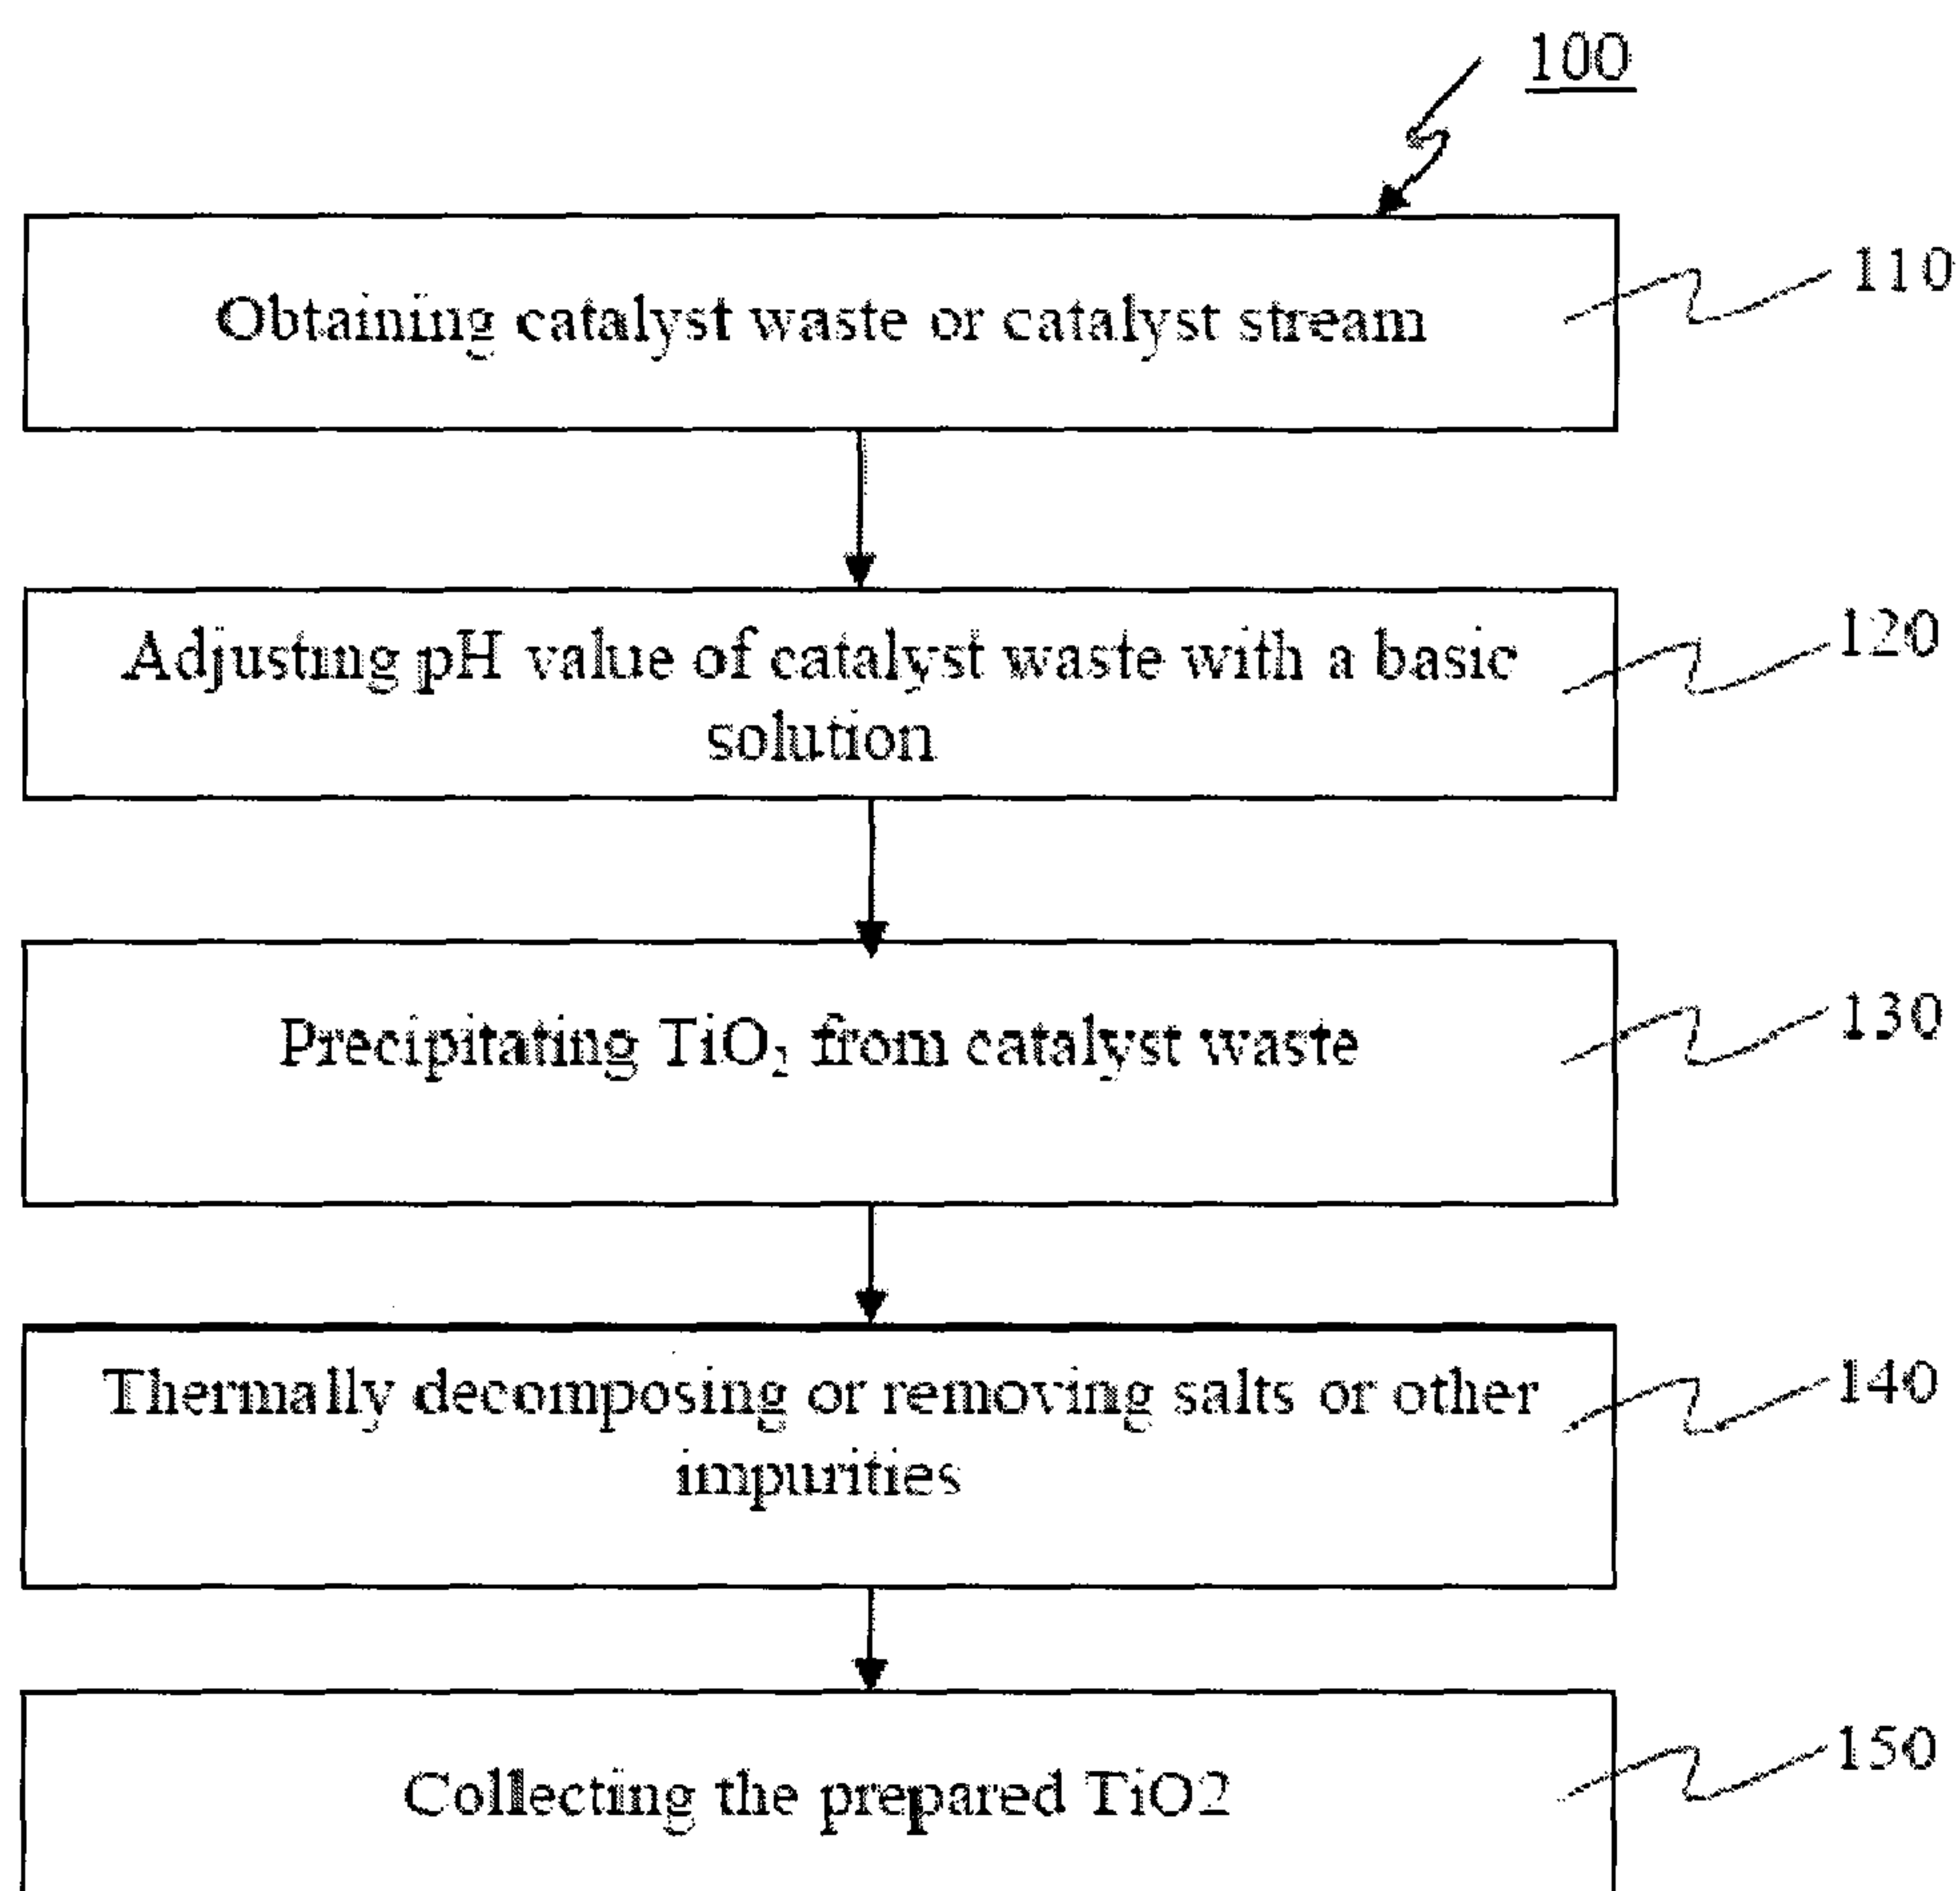 100
Obtaining catalyst waste or catalyst stream
110
Adjusting pH value of catalyst waste with a basic
solution
120
Precipitating TiO₂ from catalyst waste
130
Thermally decomposing or removing salts or other
impurities
140
Collecting the prepared TiO2
150